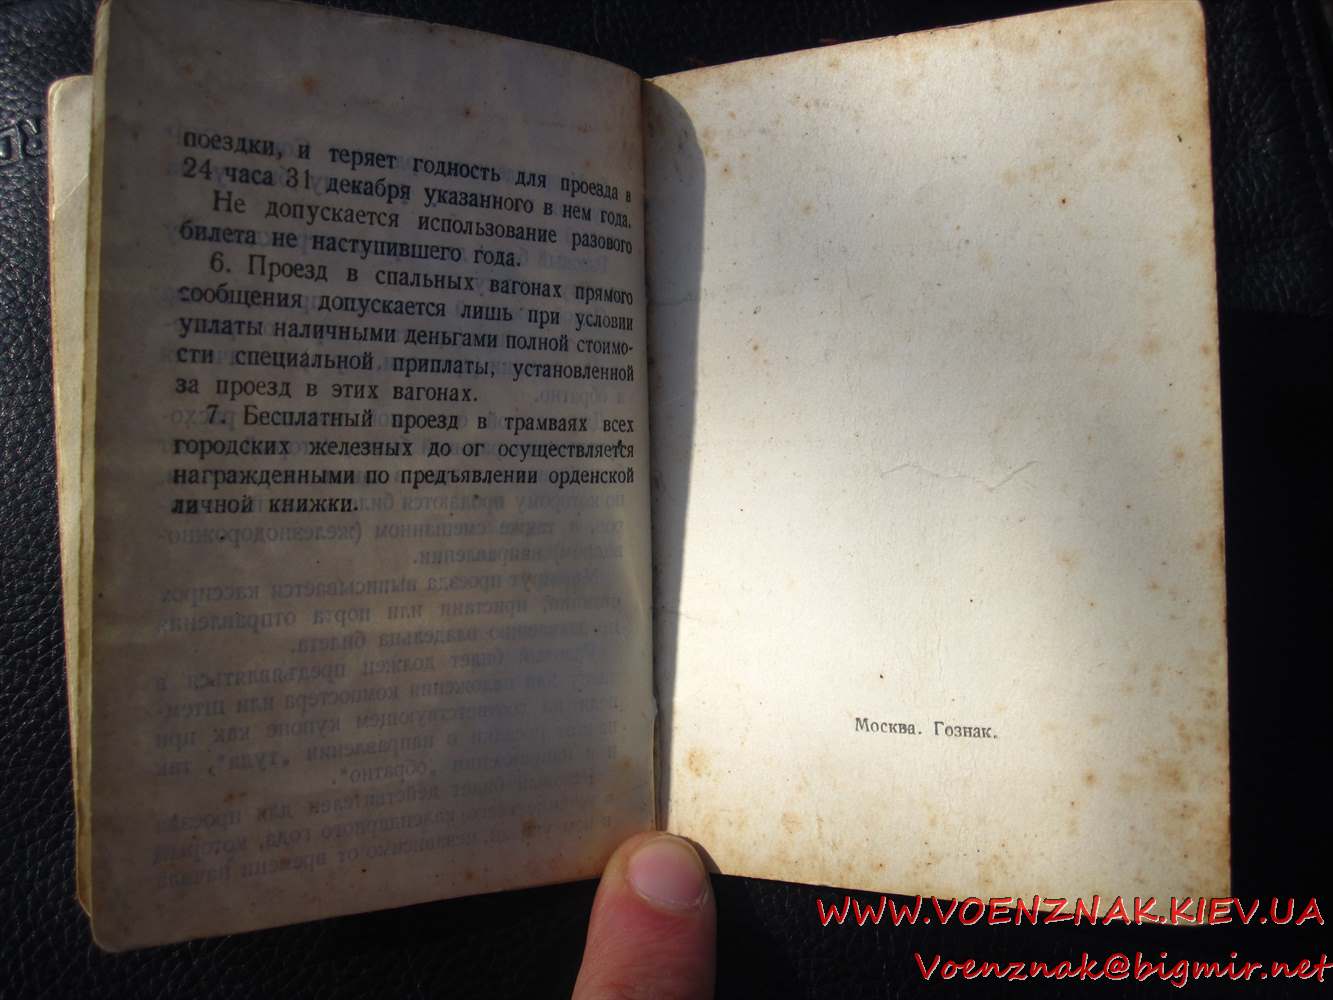 поездки, и теряет годность для проезда в
24 часа 31 декабря указанного в нем года.
Не допускается использование разового
билета не наступившего года.
6. Проезд в спальных вагонах прямого
сообщения допускается лишь при условии
уплаты наличными деньгами полной стоимо-
сти специальной приплаты, установленной
за проезд в этих вагонах.
7. Бесплатный проезд в трамваях всех
городских железных до ог осуществляется
награжденными по предъявлении орденской
личной книжки.
Москва. Гознак.
WWW.VOENZNAK.KIEV.UA
Voenznak@bigmir.net